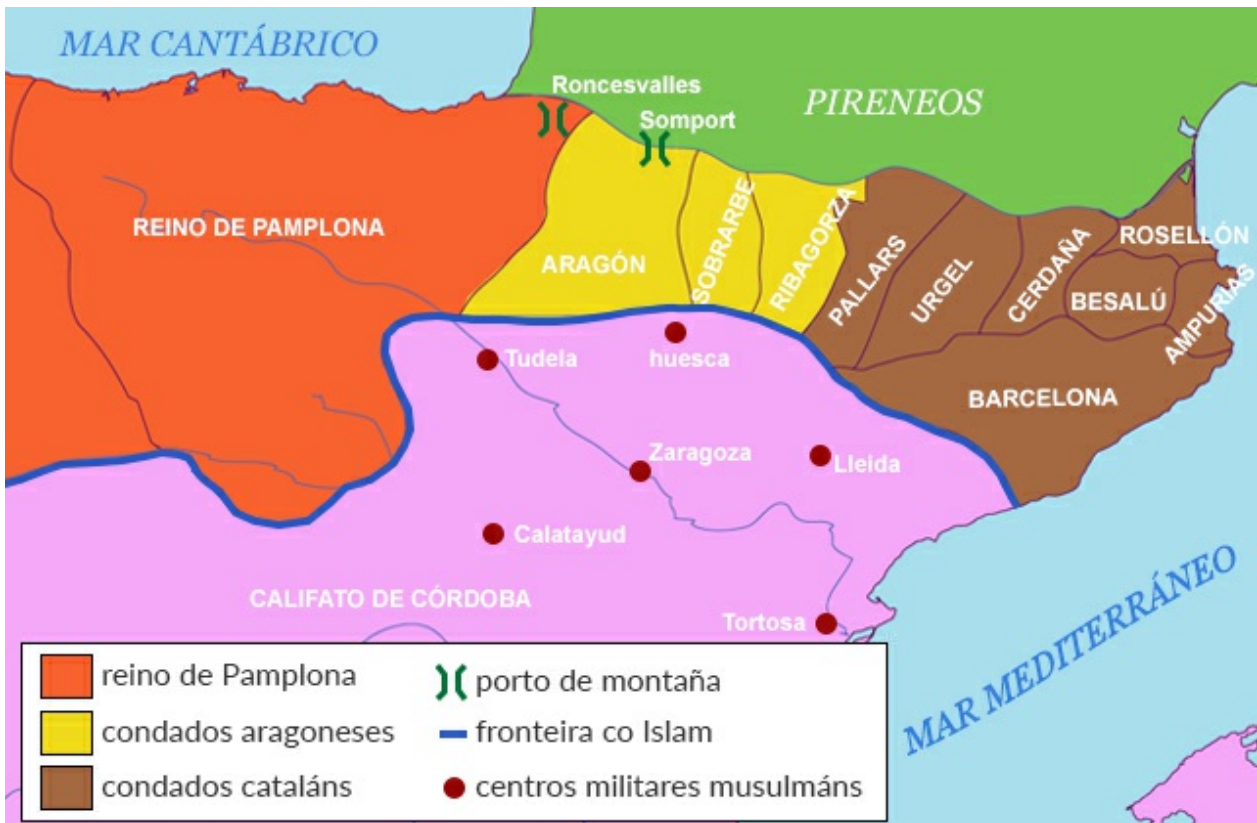 MAR CANTÁBRICO
Roncesvalles
PIRENEOS
Somport
REINO DE PAMPLONA
ARAGÓN
SOBRARBE
RIBAGORZA
PALLARS
URGEL
CERDAÑA
ROSELLÓN
BESALÚ
AMPURIAS
BARCELONA
Tudela
huesca
Zaragoza
Lleida
Calatayud
CALIFATO DE CÓRDOBA
Tortosa
MAR MEDITERRÁNEO
reino de Pamplona
condados aragoneses
condados cataláns
porto de montaña
fronteira co Islam
centros militares musulmáns